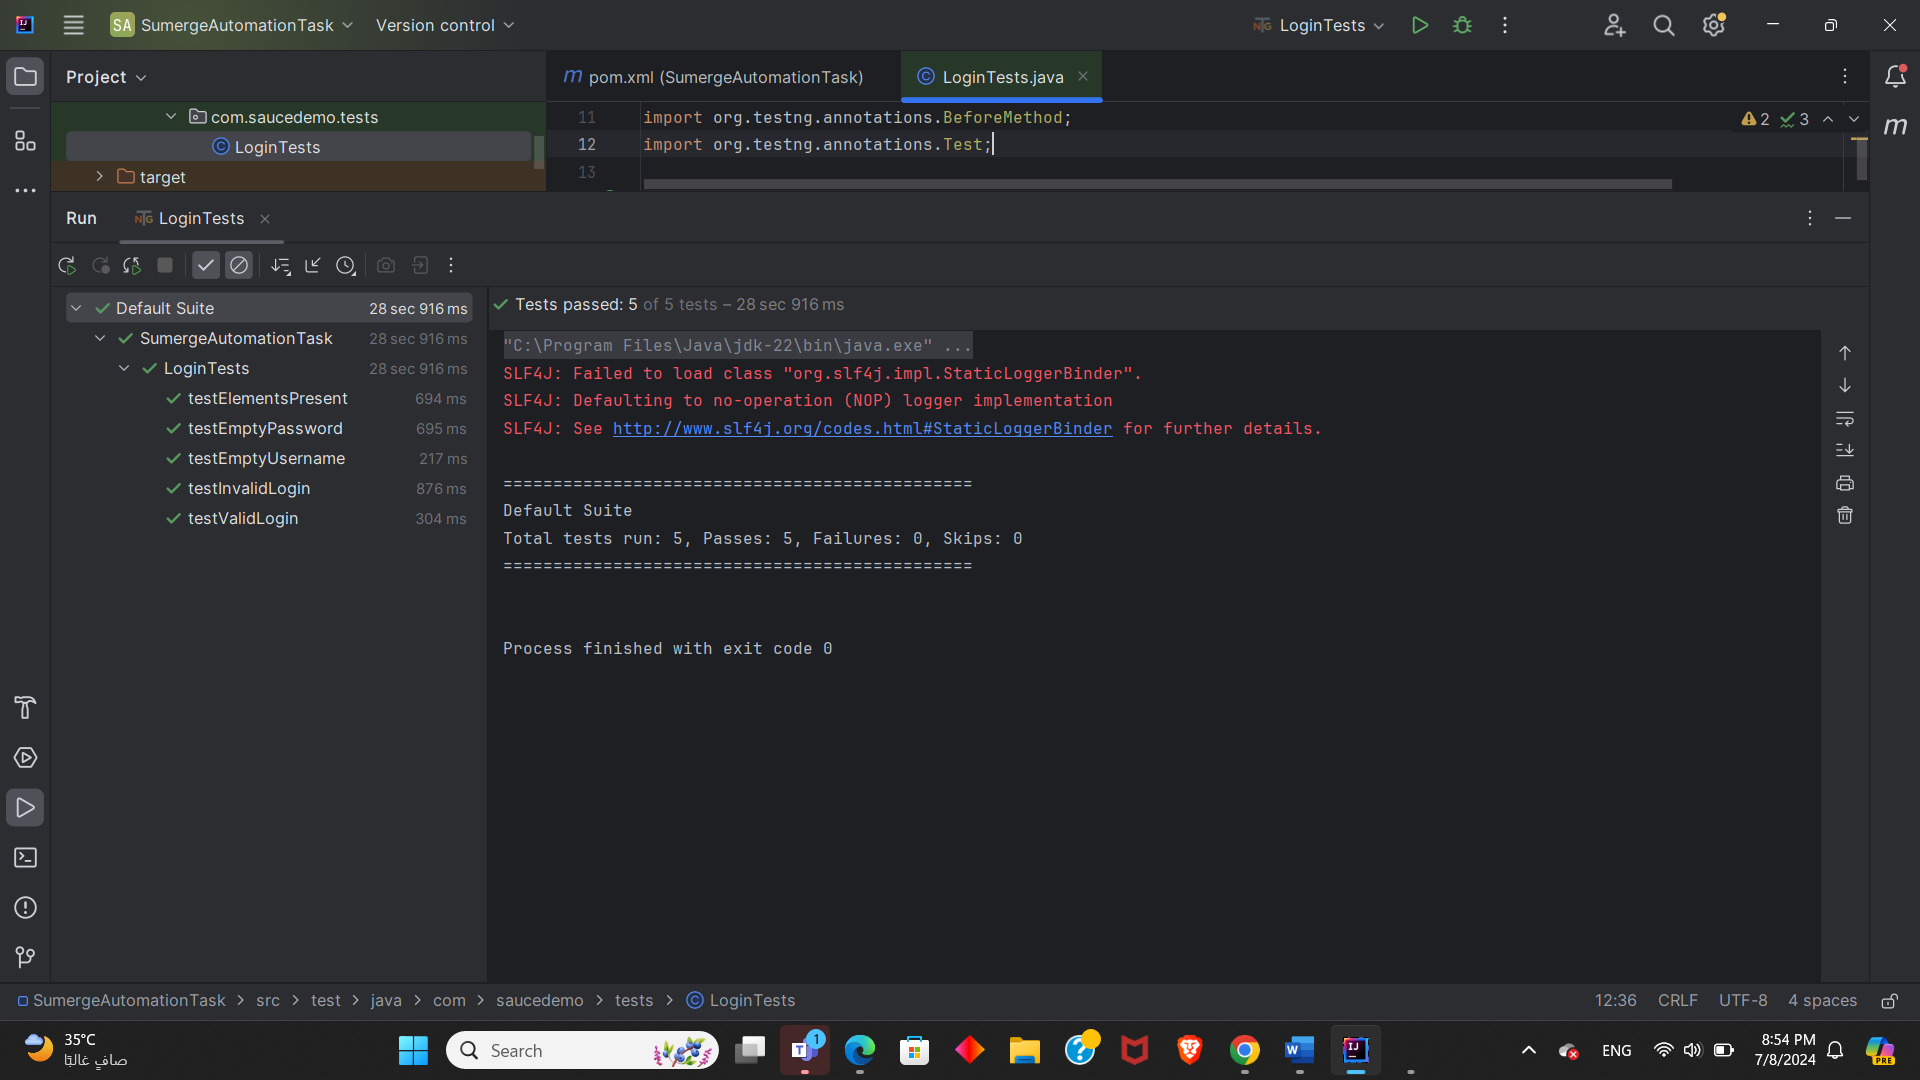 SA SumergeAutomationTask Version control LoginTests
Project
pom.xml (SumergeAutomationTask) LoginTests.java
com.saucedemo.tests
LoginTests
target
11 import org.testng.annotations.BeforeMethod;
12 import org.testng.annotations.Test;
13
2 3
Run LoginTests
Default Suite 28 sec 916 ms
SumergeAutomationTask 28 sec 916 ms
LoginTests 28 sec 916 ms
testElementsPresent 694 ms
testEmptyPassword 695 ms
testEmptyUsername 217 ms
testInvalidLogin 876 ms
testValidLogin 304 ms
Tests passed: 5 of 5 tests – 28 sec 916 ms
"C:\Program Files\Java\jdk-22\bin\java.exe" ...
SLF4J: Failed to load class "org.slf4j.impl.StaticLoggerBinder".
SLF4J: Defaulting to no-operation (NOP) logger implementation
SLF4J: See http://www.slf4j.org/codes.html#StaticLoggerBinder for further details.
===============================================
Default Suite
Total tests run: 5, Passes: 5, Failures: 0, Skips: 0
===============================================
Process finished with exit code 0
SumergeAutomationTask > src > test > java > com > saucedemo > tests > LoginTests
12:36 CRLF UTF-8 4 spaces
35°C
صافٍ غالبًا
Search
1
ENG
8:54 PM
7/8/2024
PRE